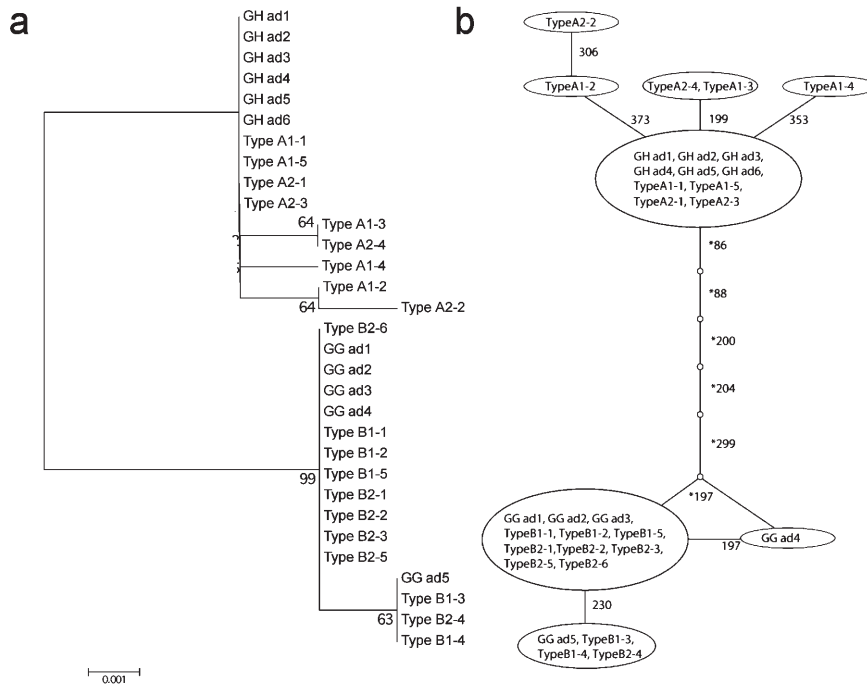 a
GH ad1
GH ad2
GH ad3
GH ad4
GH ad5
GH ad6
Type A1-1
Type A1-5
Type A2-1
Type A2-3
64
Type A1-3
Type A2-4
Type A1-4
Type A1-2
64
Type A2-2
Type B2-6
GG ad1
GG ad2
GG ad3
GG ad4
Type B1-1
Type B1-2
Type B1-5
99
Type B2-1
Type B2-2
Type B2-3
Type B2-5
GG ad5
Type B1-3
63
Type B2-4
Type B1-4
0.001
b
TypeA2-2
306
TypeA1-2
TypeA2-4, TypeA1-3
TypeA1-4
373
199
353
GH ad1, GH ad2, GH ad3,
GH ad4, GH ad5, GH ad6,
TypeA1-1, TypeA1-5,
TypeA2-1, TypeA2-3
*86
*88
*200
*204
*299
*197
GG ad1, GG ad2, GG ad3,
TypeB1-1, TypeB1-2, TypeB1-5,
TypeB2-1,TypeB2-2, TypeB2-3,
TypeB2-5, TypeB2-6
197
GG ad4
230
GG ad5, TypeB1-3,
TypeB1-4, TypeB2-4